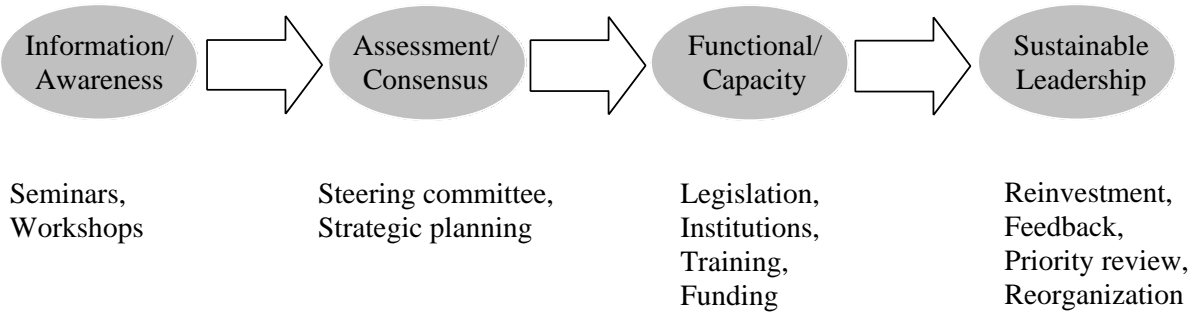 Information/
Awareness
Assessment/
Consensus
Functional/
Capacity
Sustainable
Leadership
Seminars,
Workshops
Steering committee,
Strategic planning
Legislation,
Institutions,
Training,
Funding
Reinvestment,
Feedback,
Priority review,
Reorganization